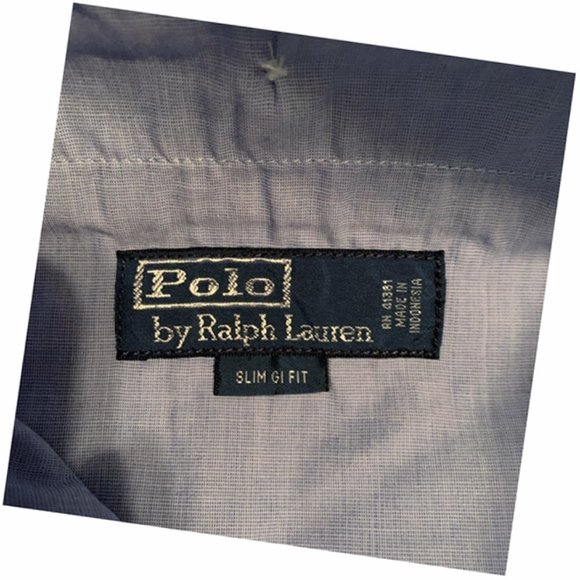 Polo
by Ralph Lauren
RN 41381
MADE IN
INDONESIA
SLIM GI FIT